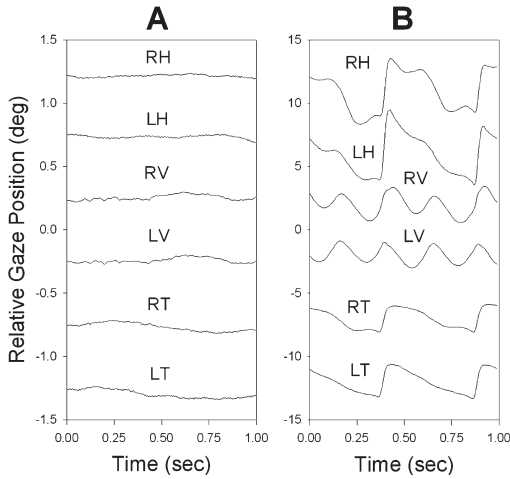 A
B
Relative Gaze Position (deg)
1.5
1.0
0.5
0.0
-0.5
-1.0
-1.5
RH
LH
RV
LV
RT
LT
0.00 0.25 0.50 0.75 1.00
Time (sec)
15
10
5
0
-5
-10
-15
RH
LH
RV
LV
RT
LT
0.00 0.25 0.50 0.75 1.00
Time (sec)